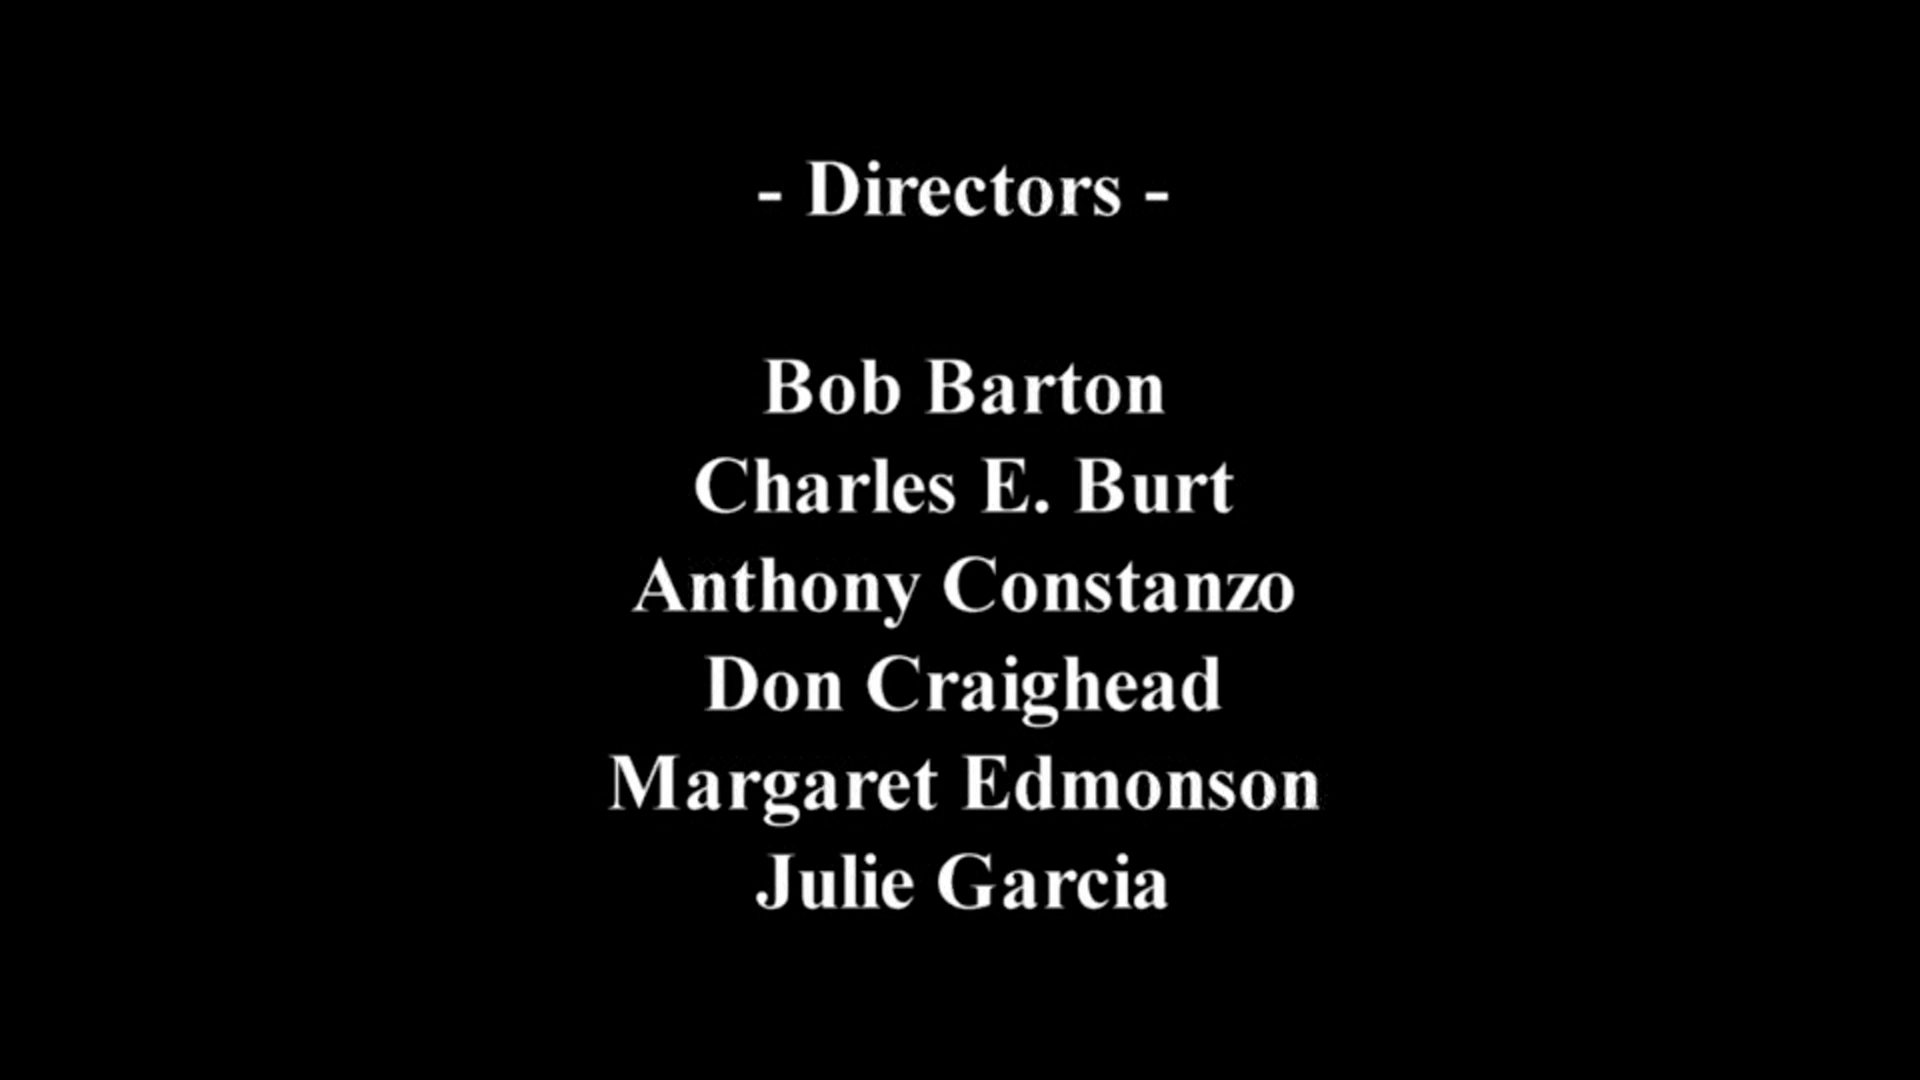 - Directors -
Bob Barton
Charles E. Burt
Anthony Constanzo
Don Craighead
Margaret Edmonson
Julie Garcia